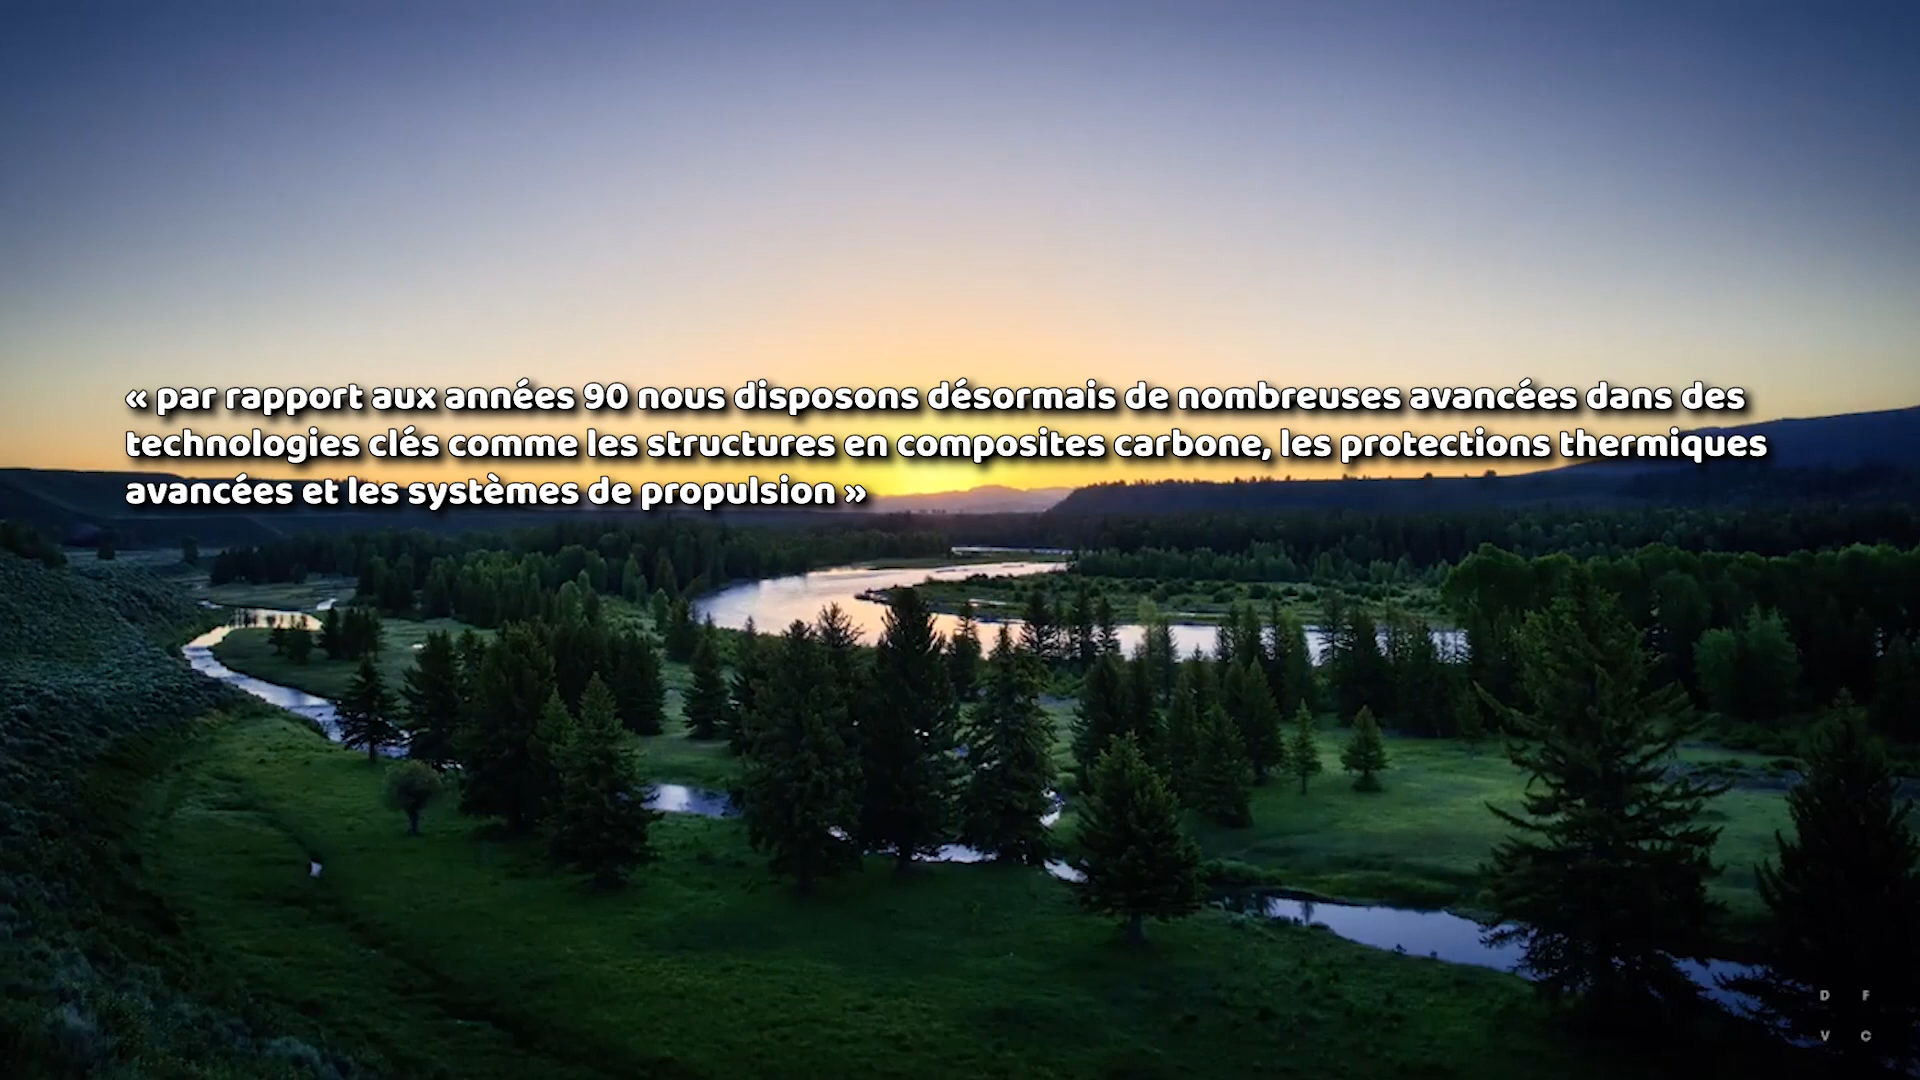 « par rapport aux années 90 nous disposons désormais de nombreuses avancées dans des
technologies clés comme les structures en composites carbone, les protections thermiques
avancées et les systèmes de propulsion »
D F
V C